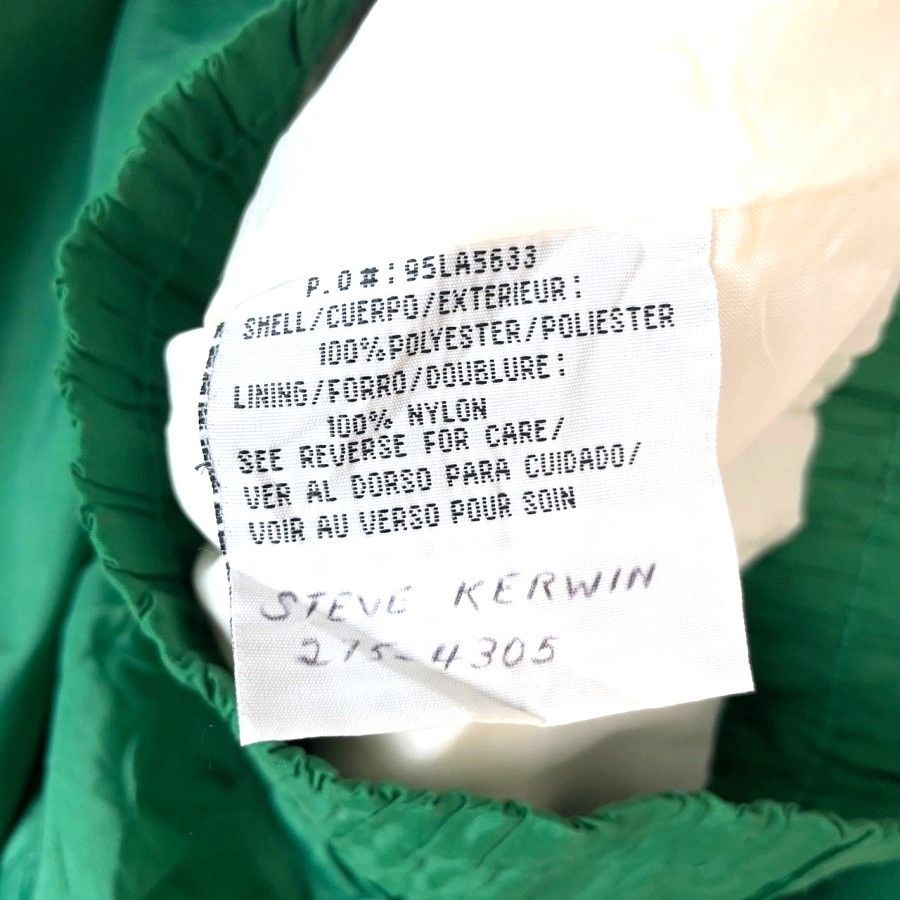 P.O#:95LA5633
SHELL/CUERPO/EXTERIEUR:
100%POLYESTER/POLIESTER
LINING/FORRO/DOUBLURE:
100% NYLON
SEE REVERSE FOR CARE/
VER AL DORSO PARA CUIDADO/
VOIR AU VERSO POUR SOIN
STEVE KERWIN
275-4305